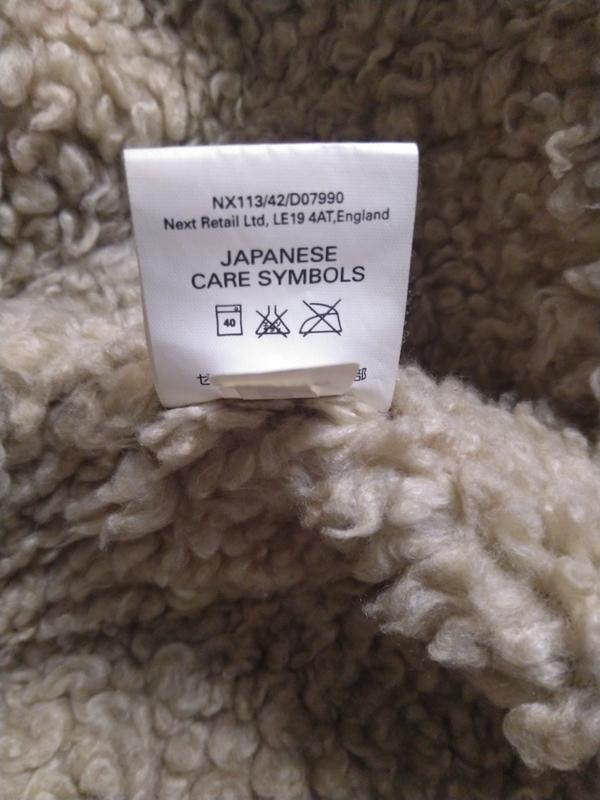 NX113/42/D07990
Next Retail Ltd, LE19 4AT,England
JAPANESE
CARE SYMBOLS
40